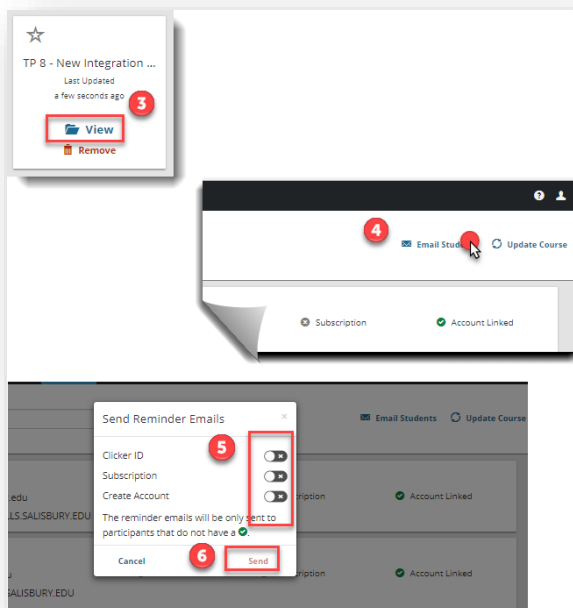 TP 8 - New Integration ...
Last Updated
a few seconds ago
3
View
Remove
4
Email Stude
Update Course
Subscription
Account Linked
Send Reminder Emails
×
Email Students
Update Course
Clicker ID
5
Subscription
Create Account
.edu
LLS.SALISBURY.EDU
ription
Account Linked
The reminder emails will be only sent to
participants that do not have a
.
Cancel
6
Send
ription
Account Linked
SALISBURY.EDU